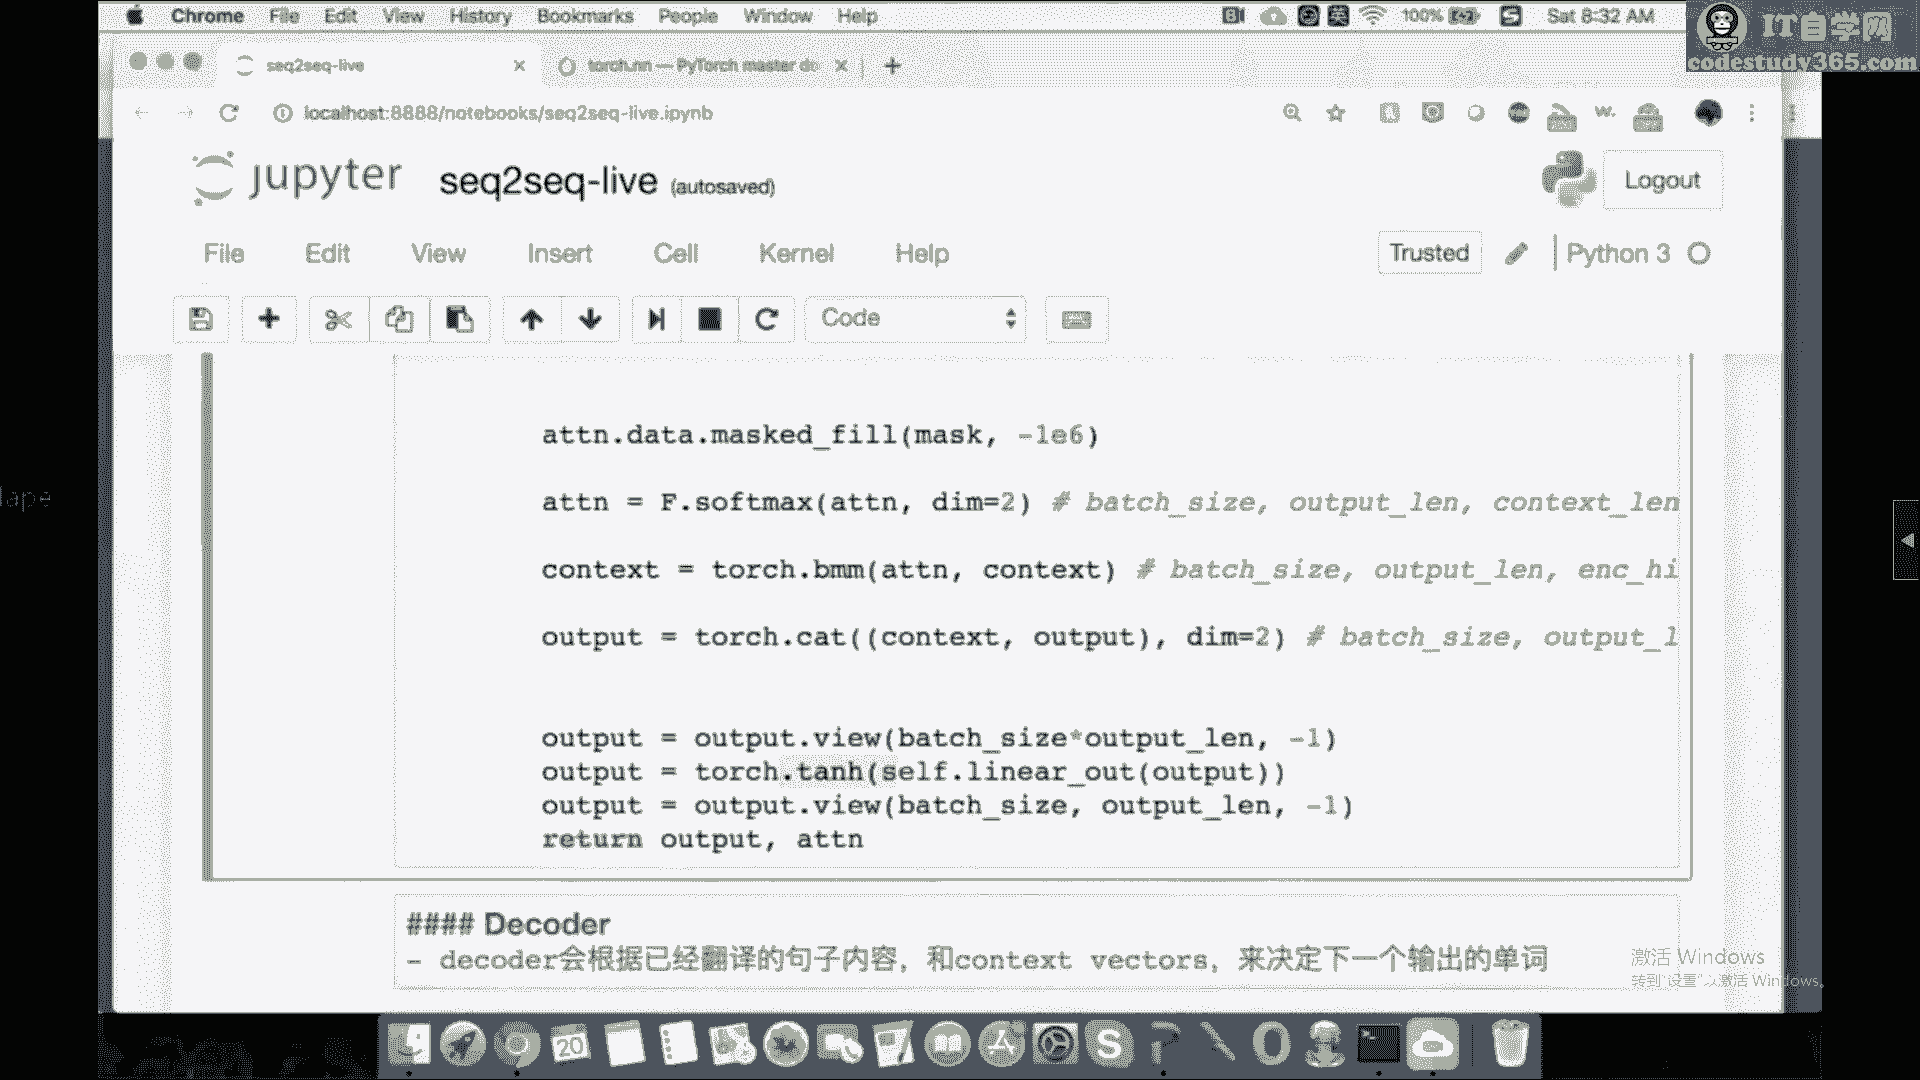 Chrome File Edit View History Bookmarks People Window Help 100% Sat 8:32 AM
IT自学网
codestudy365.com
seq2seq-live
torch.nn — PyTorch master do
localhost:8888/notebooks/seq2seq-live.ipynb
jupyter seq2seq-live (autosaved) Logout
File Edit View Insert Cell Kernel Help Trusted Python 3
Code
attn.data.masked_fill(mask, -1e6)
lape
attn = F.softmax(attn, dim=2) # batch_size, output_len, context_len
context = torch.bmm(attn, context) # batch_size, output_len, enc_hi
output = torch.cat((context, output), dim=2) # batch_size, output_l
output = output.view(batch_size*output_len, -1)
output = torch.tanh(self.linear_out(output))
output = output.view(batch_size, output_len, -1)
return output, attn
#### Decoder
- decoder会根据已经翻译的句子内容，和context vectors，来决定下一个输出的单词
激活 Windows
转到"设置"以激活 Windows。
20